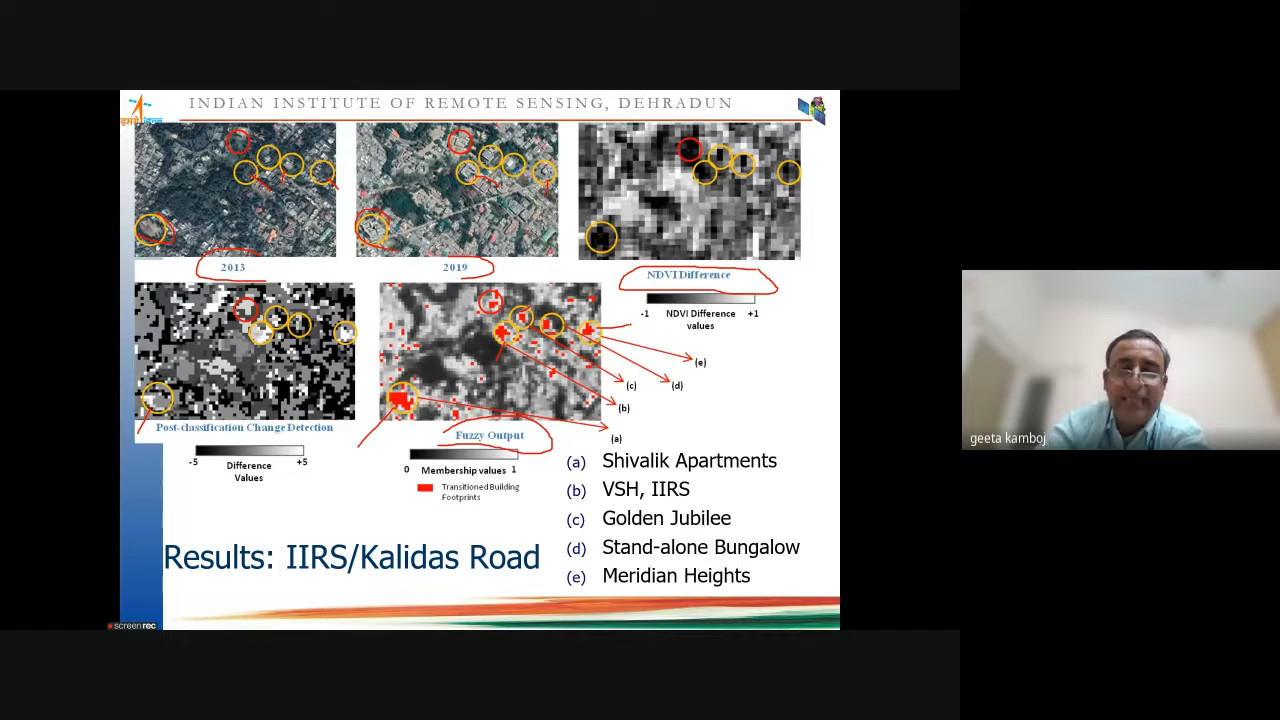 INDIAN INSTITUTE OF REMOTE SENSING, DEHRADUN
2013
2019
NDVI Difference
-1
+1
NDVI Difference
values
(e)
(c)
(d)
(b)
(a)
Post-classification Change Detection
-5
+5
Difference
Values
Fuzzy Output
0
Membership values
1
Transitioned Building
Footprints
(a) Shivalik Apartments
(b) VSH, IIRS
(c) Golden Jubilee
(d) Stand-alone Bungalow
(e) Meridian Heights
Results: IIRS/Kalidas Road
geeta kamboj
screenrec